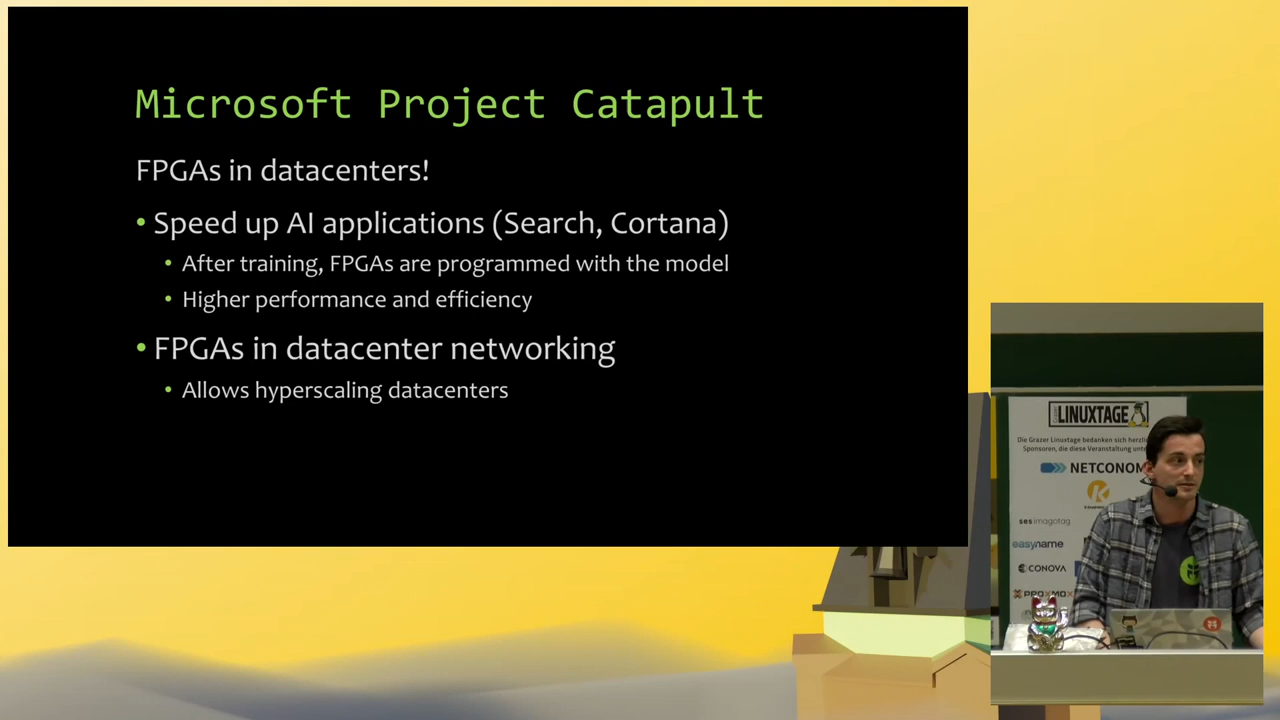 Microsoft Project Catapult
FPGAs in datacenters!
• Speed up AI applications (Search, Cortana)
• After training, FPGAs are programmed with the model
• Higher performance and efficiency
• FPGAs in datacenter networking
• Allows hyperscaling datacenters
Grazer
LINUXTAGE
Die Grazer Linuxtage bedanken sich
Sponsoren, die diese Veranstaltung
NETCONOM
K
ses imagotag
easyname
CONOVA
PROXMOX